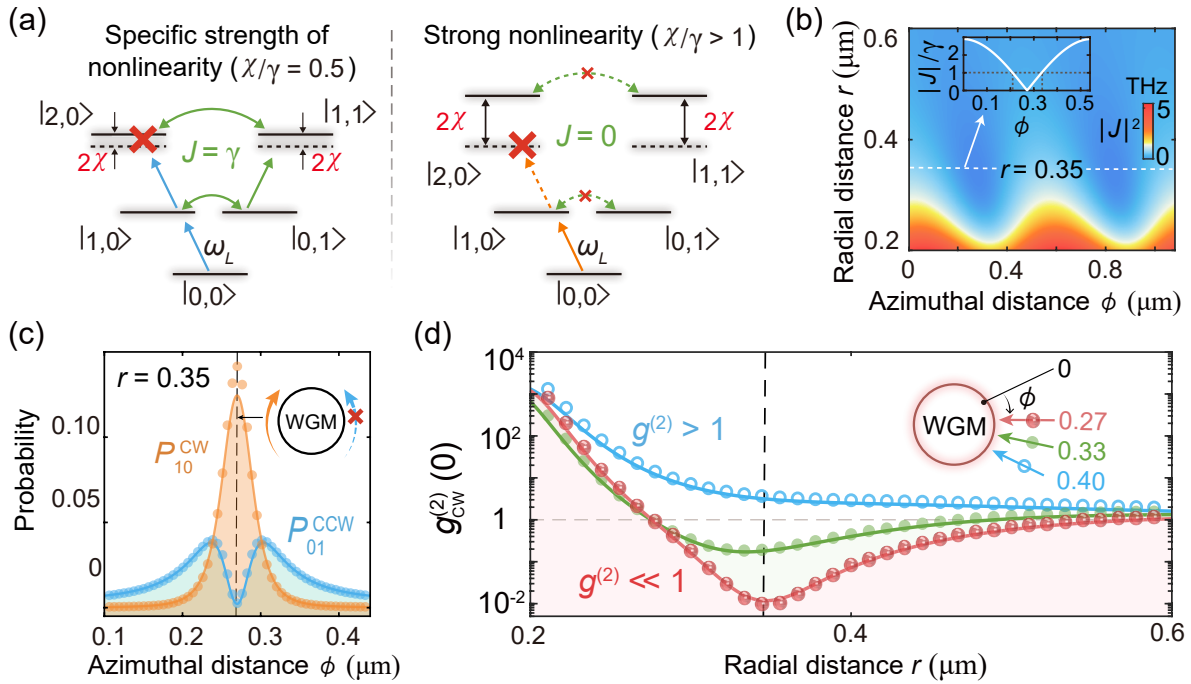 (a)
Specific strength of
nonlinearity (χ/γ = 0.5)
|2,0⟩
|1,1⟩
2χ
J = γ
2χ
|1,0⟩
|0,1⟩
ω_L
|0,0⟩
Strong nonlinearity (χ/γ > 1)
2χ
J = 0
2χ
|2,0⟩
|1,1⟩
|1,0⟩
|0,1⟩
ω_L
|0,0⟩
(b)
Radial distance r (μm)
0.6
0.4
0.2
|J|/γ
2
1
0
0.1
0.3
0.5
ϕ
THz
5
0
|J|²
r = 0.35
0
0.4
0.8
Azimuthal distance ϕ (μm)
(c)
Probability
0.10
0.05
0
r = 0.35
WGM
P₁₀^CW
P₀₁^CCW
0.1
0.2
0.3
0.4
Azimuthal distance ϕ (μm)
(d)
g_CW^(2) (0)
10⁴
10²
1
10⁻²
g⁽²⁾ > 1
g⁽²⁾ ≪ 1
WGM
0
ϕ
0.27
0.33
0.40
0.2
0.4
0.6
Radial distance r (μm)